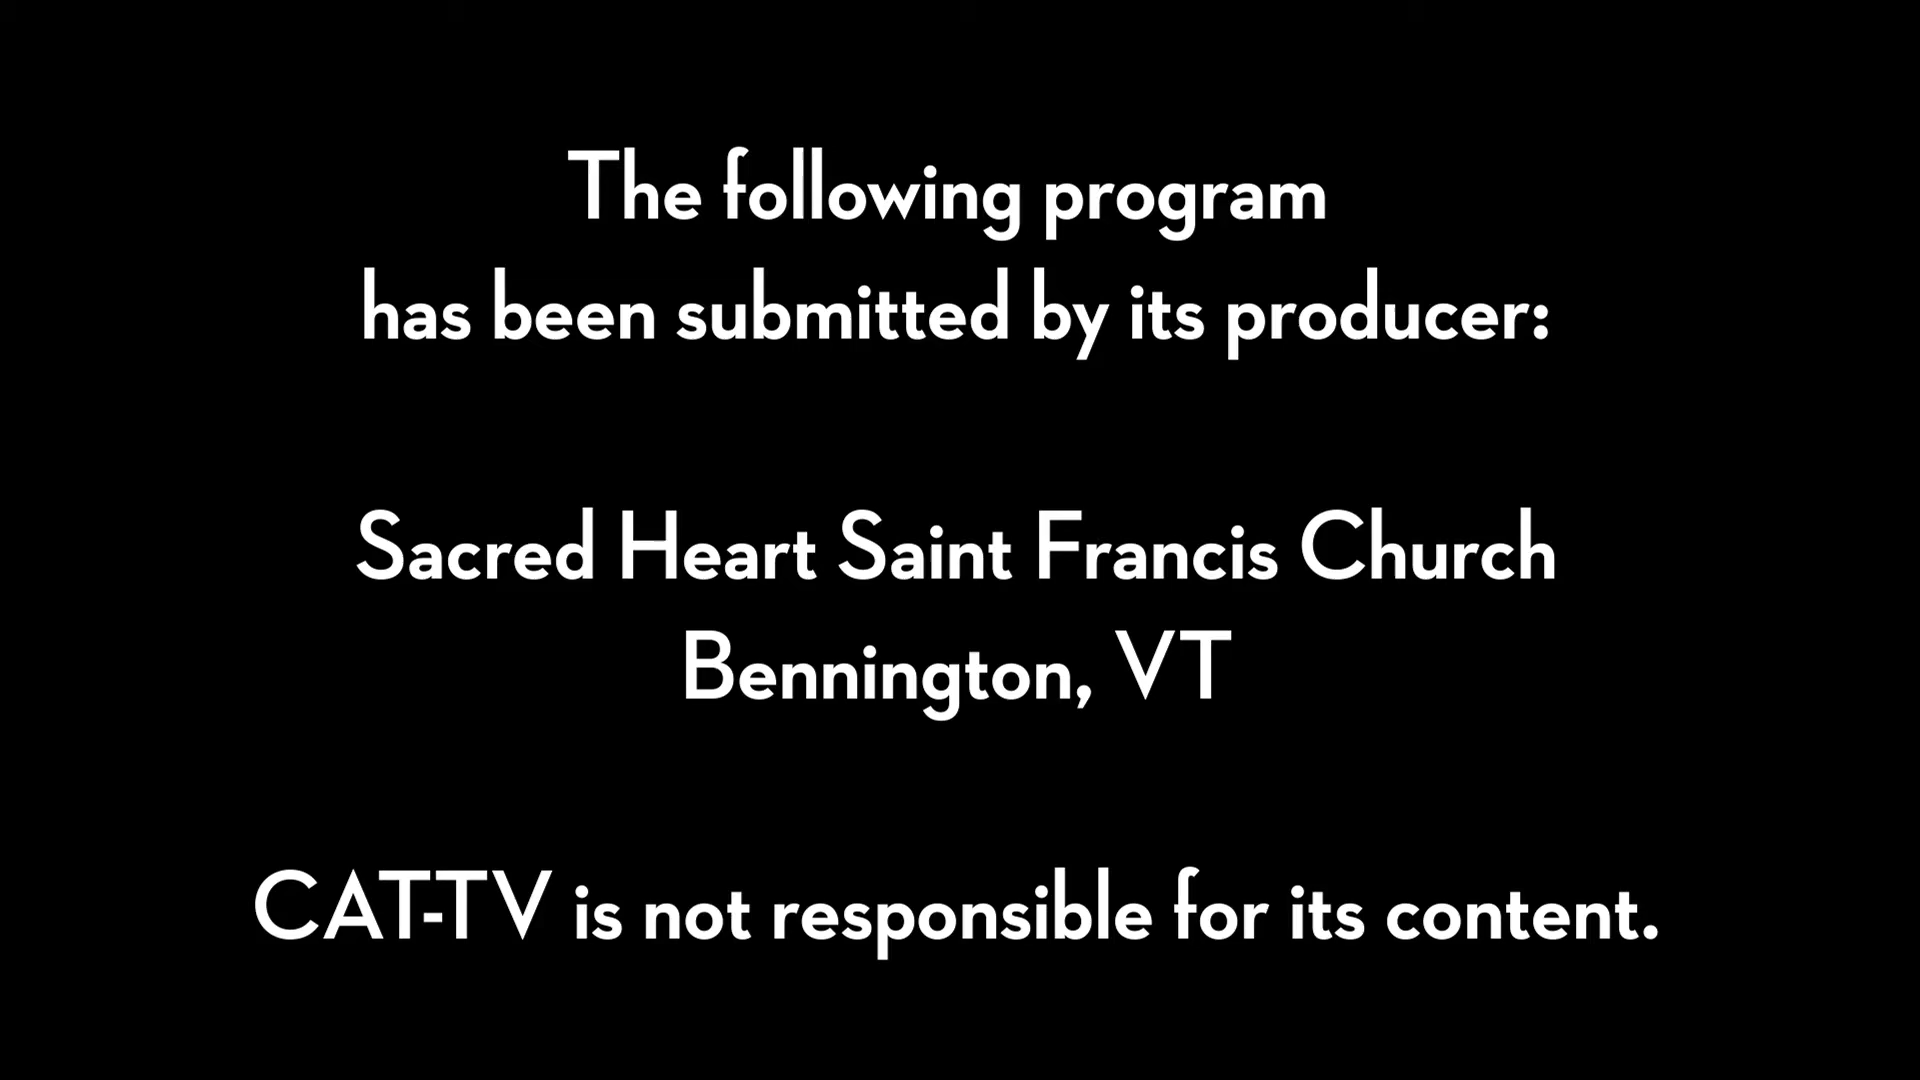 The following program
has been submitted by its producer:
Sacred Heart Saint Francis Church
Bennington, VT
CAT-TV is not responsible for its content.